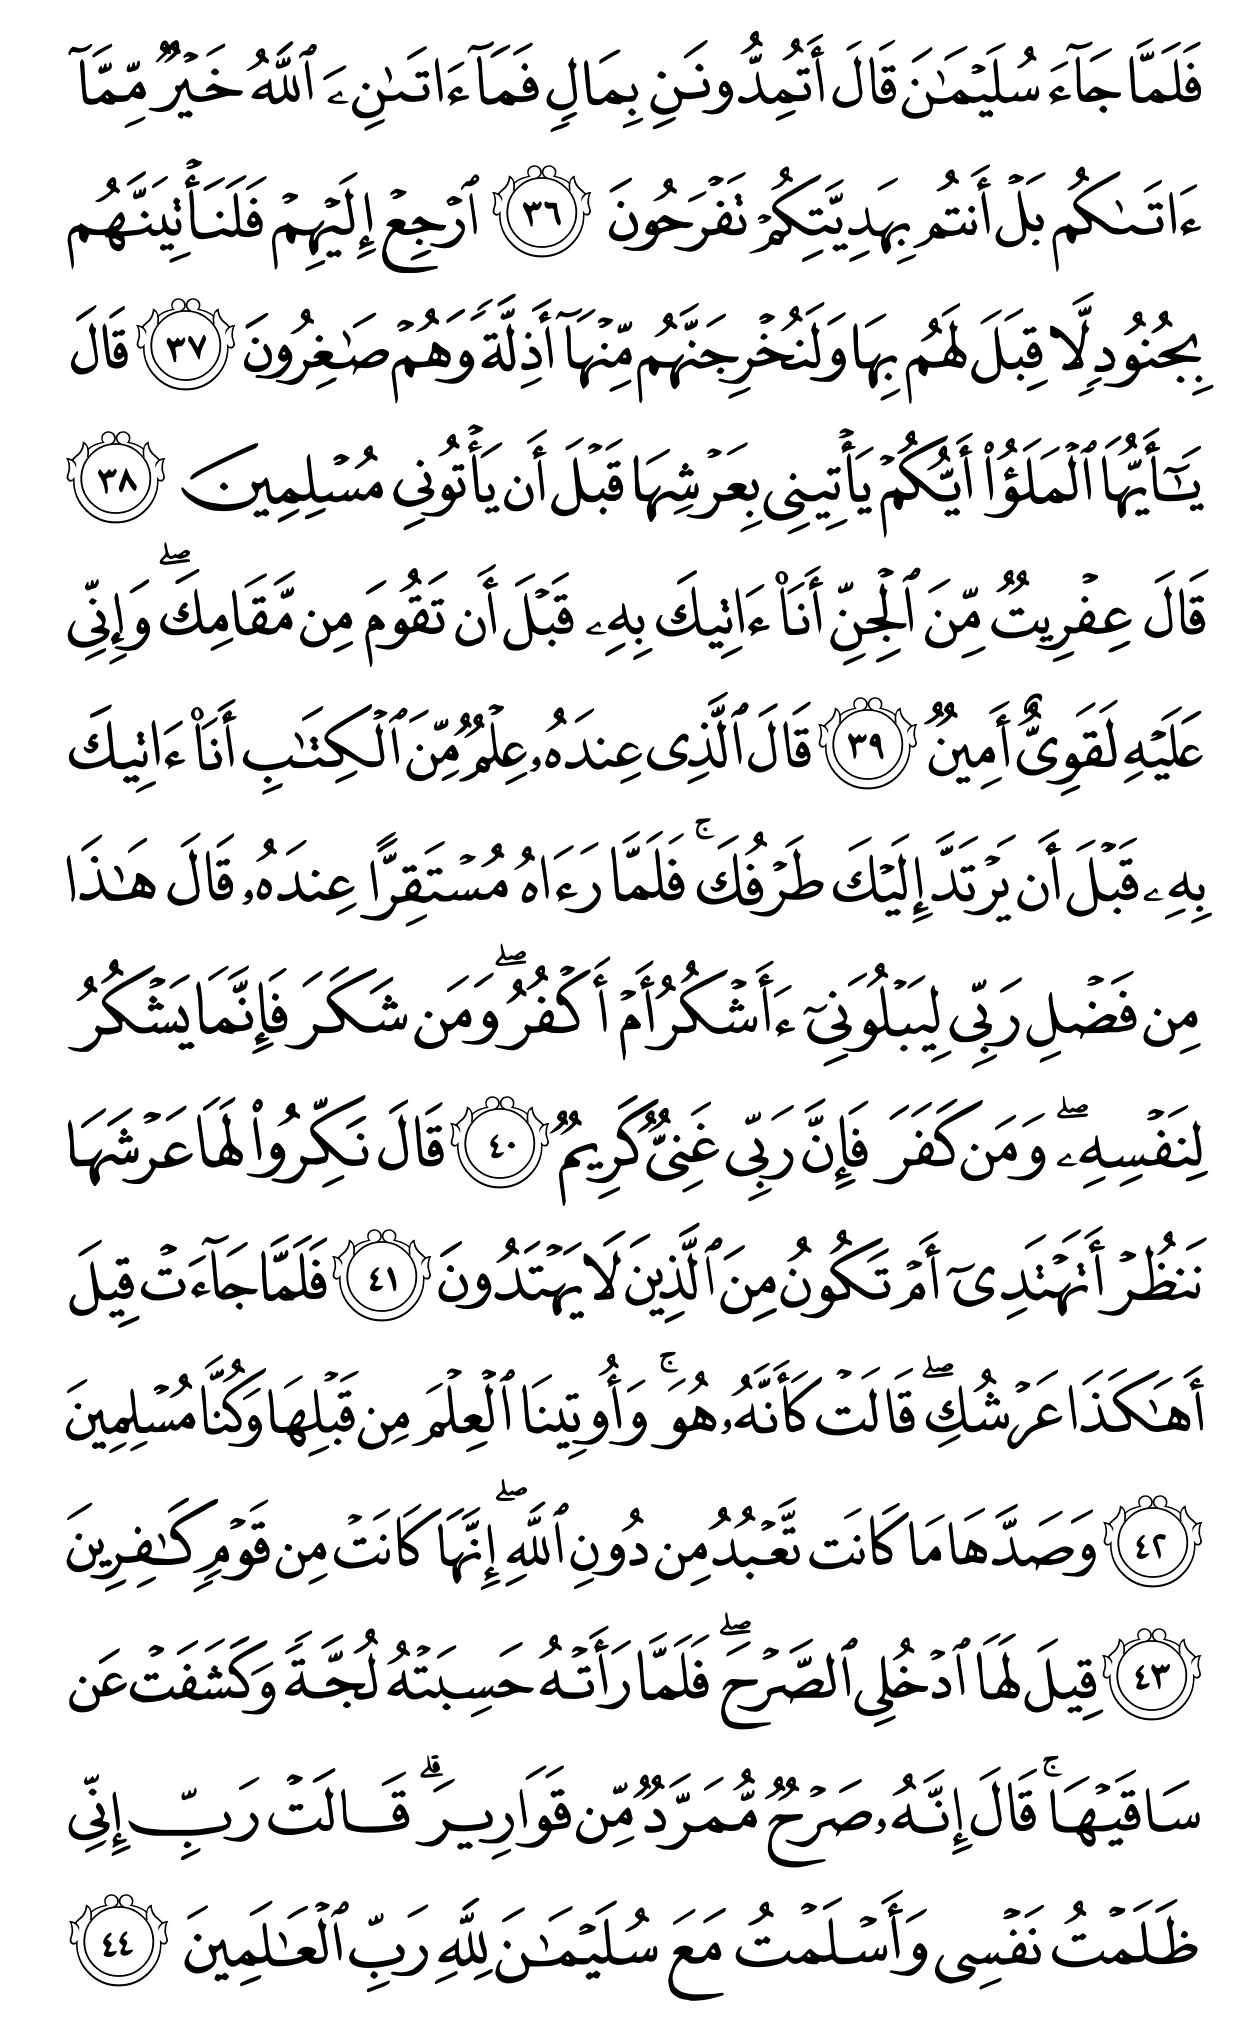 فَلَمَّا جَآءَ سُلَيْمَـٰنَ قَالَ أَتُمِدُّونَنِ بِمَالٍ فَمَآ ءَاتَـٰنِۦَ ٱللَّهُ خَيْرٌ مِّمَّآ
ءَاتَـٰكُم بَلْ أَنتُم بِهَدِيَّتِكُمْ تَفْرَحُونَ ٣٦ ٱرْجِعْ إِلَيْهِمْ فَلَنَأْتِيَنَّهُم
بِجُنُودٍ لَّا قِبَلَ لَهُم بِهَا وَلَنُخْرِجَنَّهُم مِّنْهَآ أَذِلَّةً وَهُمْ صَـٰغِرُونَ ٣٧ قَالَ
يَـٰٓأَيُّهَا ٱلْمَلَؤُا۟ أَيُّكُمْ يَأْتِينِى بِعَرْشِهَا قَبْلَ أَن يَأْتُونِى مُسْلِمِينَ ٣٨
قَالَ عِفْرِيتٌ مِّنَ ٱلْجِنِّ أَنَا۠ ءَاتِيكَ بِهِۦ قَبْلَ أَن تَقُومَ مِن مَّقَامِكَ ۖ وَإِنِّى
عَلَيْهِ لَقَوِىٌّ أَمِينٌ ٣٩ قَالَ ٱلَّذِى عِندَهُۥ عِلْمٌ مِّنَ ٱلْكِتَـٰبِ أَنَا۠ ءَاتِيكَ
بِهِۦ قَبْلَ أَن يَرْتَدَّ إِلَيْكَ طَرْفُكَ ۚ فَلَمَّا رَءَاهُ مُسْتَقِرًّا عِندَهُۥ قَالَ هَـٰذَا
مِن فَضْلِ رَبِّى لِيَبْلُوَنِىٓ ءَأَشْكُرُ أَمْ أَكْفُرُ ۖ وَمَن شَكَرَ فَإِنَّمَا يَشْكُرُ
لِنَفْسِهِۦ ۖ وَمَن كَفَرَ فَإِنَّ رَبِّى غَنِىٌّ كَرِيمٌ ٤٠ قَالَ نَكِّرُوا۟ لَهَا عَرْشَهَا
نَنظُرْ أَتَهْتَدِىٓ أَمْ تَكُونُ مِنَ ٱلَّذِينَ لَا يَهْتَدُونَ ٤١ فَلَمَّا جَآءَتْ قِيلَ
أَهَـٰكَذَا عَرْشُكِ ۖ قَالَتْ كَأَنَّهُۥ هُوَ ۚ وَأُوتِينَا ٱلْعِلْمَ مِن قَبْلِهَا وَكُنَّا مُسْلِمِينَ
٤٢ وَصَدَّهَا مَا كَانَت تَّعْبُدُ مِن دُونِ ٱللَّهِ ۖ إِنَّهَا كَانَتْ مِن قَوْمٍ كَـٰفِرِينَ
٤٣ قِيلَ لَهَا ٱدْخُلِى ٱلصَّرْحَ ۖ فَلَمَّا رَأَتْهُ حَسِبَتْهُ لُجَّةً وَكَشَفَتْ عَن
سَاقَيْهَا ۚ قَالَ إِنَّهُۥ صَرْحٌ مُّمَرَّدٌ مِّن قَوَارِيرَ ۗ قَالَتْ رَبِّ إِنِّى
ظَلَمْتُ نَفْسِى وَأَسْلَمْتُ مَعَ سُلَيْمَـٰنَ لِلَّهِ رَبِّ ٱلْعَـٰلَمِينَ ٤٤